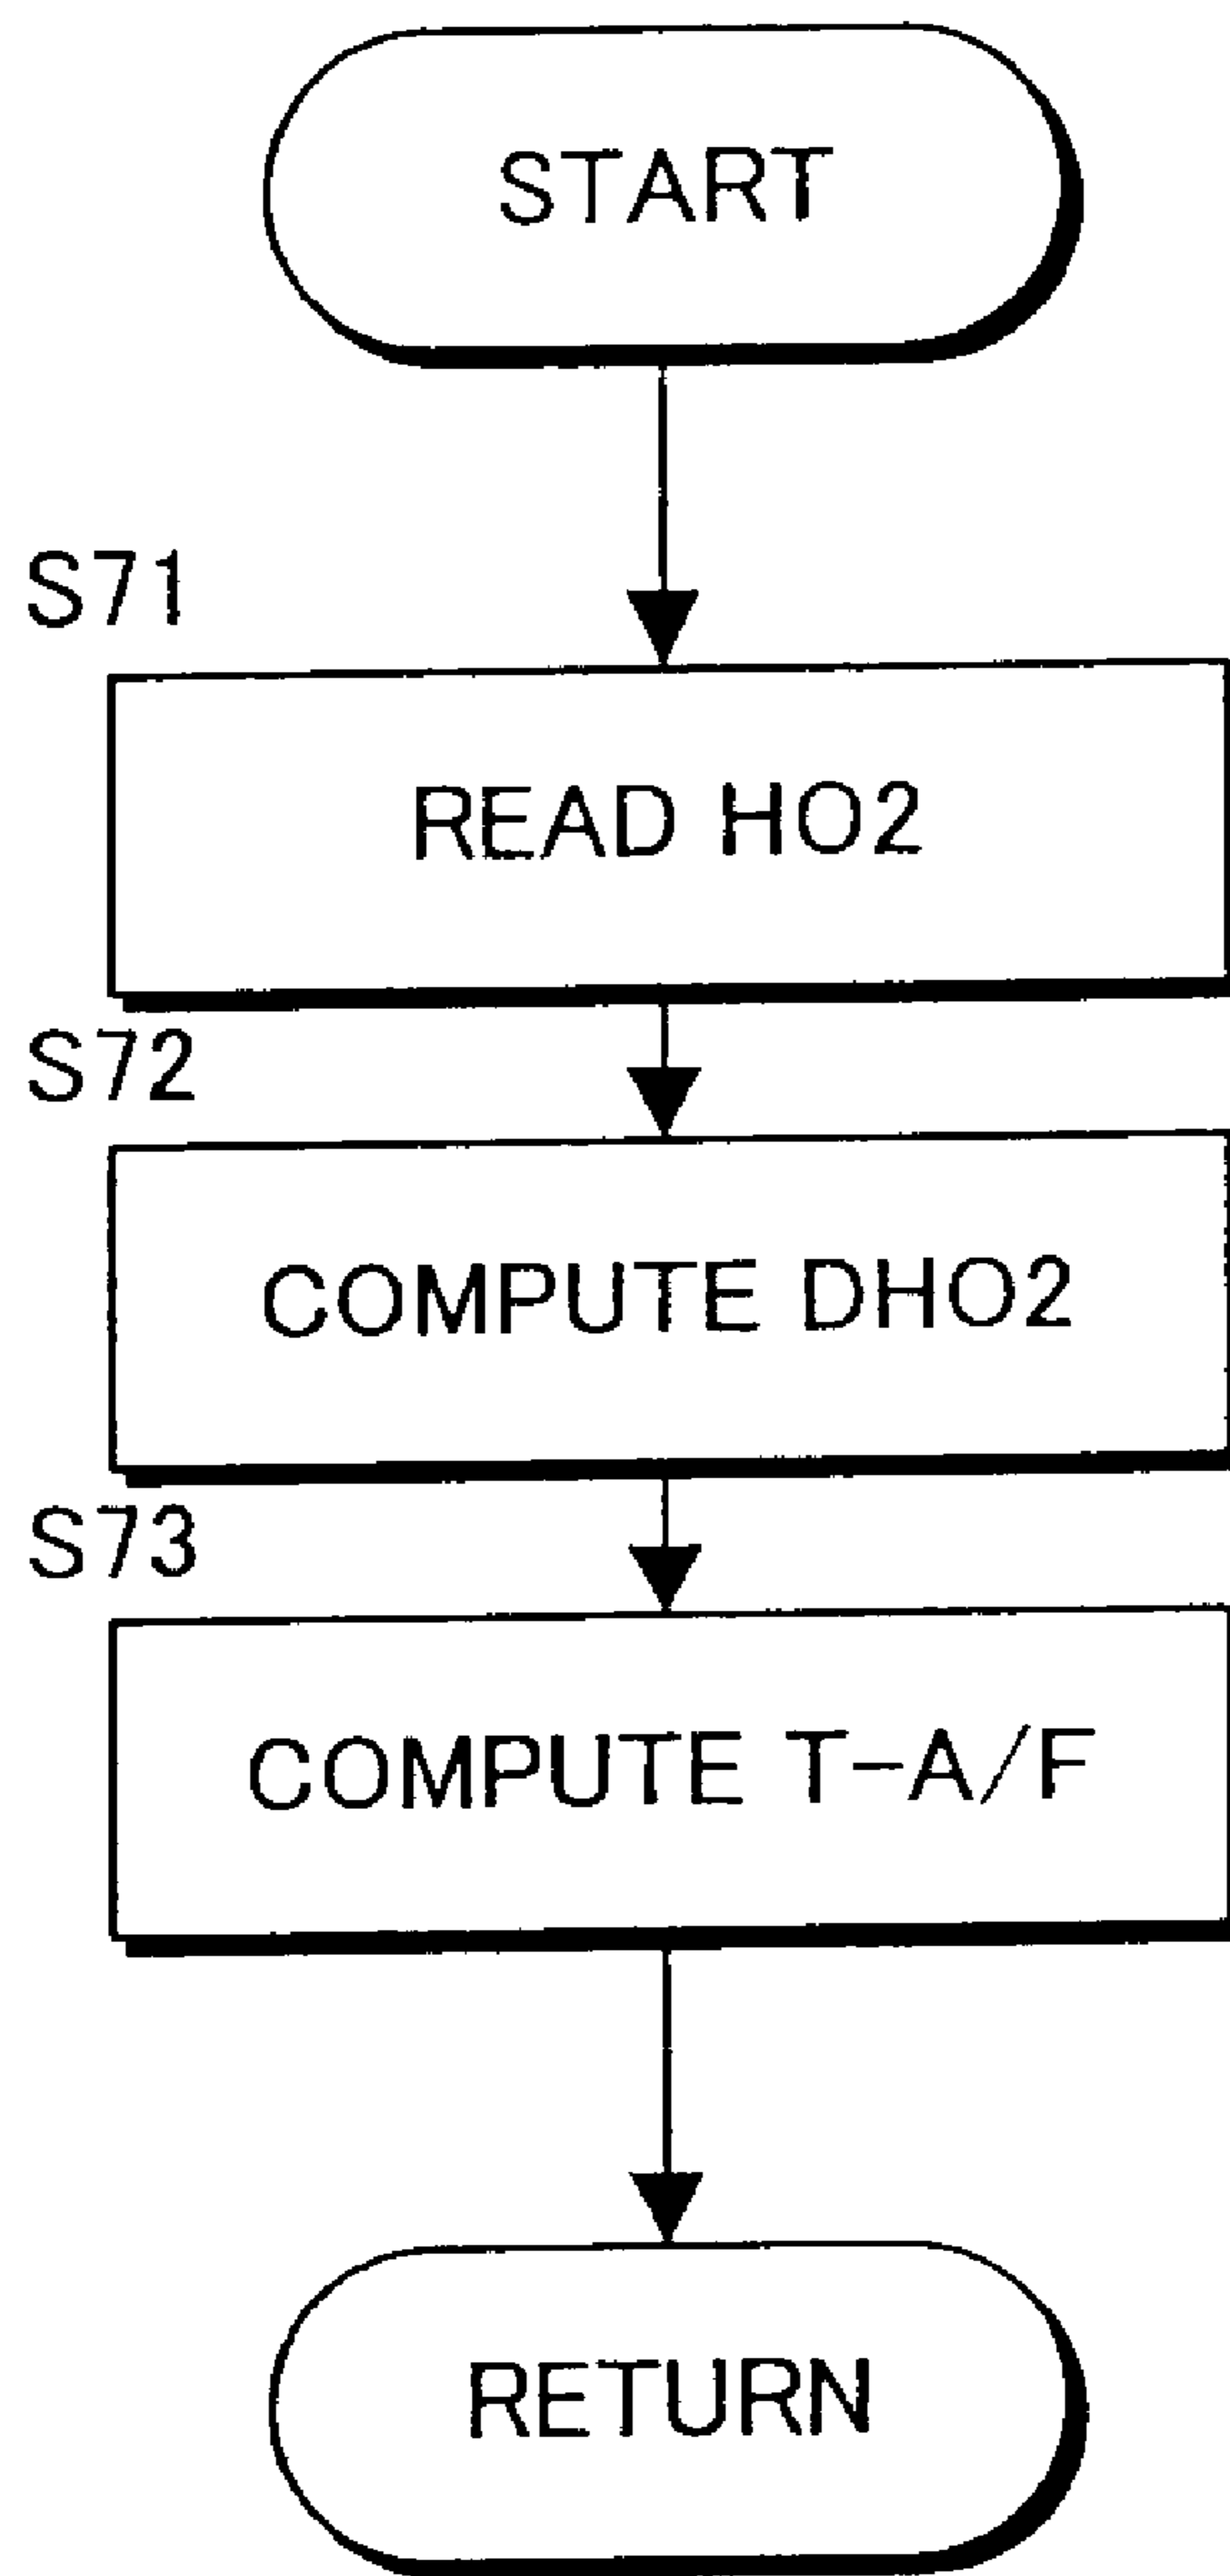 START
S71
READ HO2
S72
COMPUTE DHO2
S73
COMPUTE T-A/F
RETURN